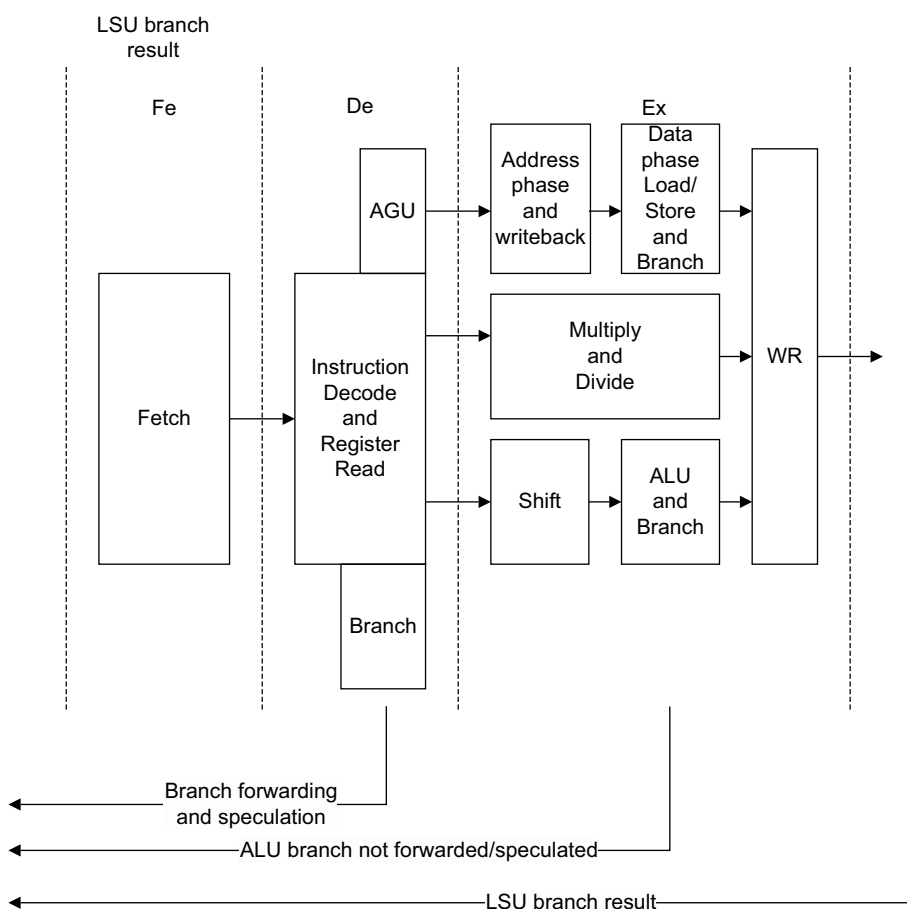 LSU branch
result
Fe
De
Ex
AGU
Address
phase
and
writeback
Data
phase
Load/
Store
and
Branch
Fetch
Instruction
Decode
and
Register
Read
Multiply
and
Divide
WR
Shift
ALU
and
Branch
Branch
Branch forwarding
and speculation
ALU branch not forwarded/speculated
LSU branch result